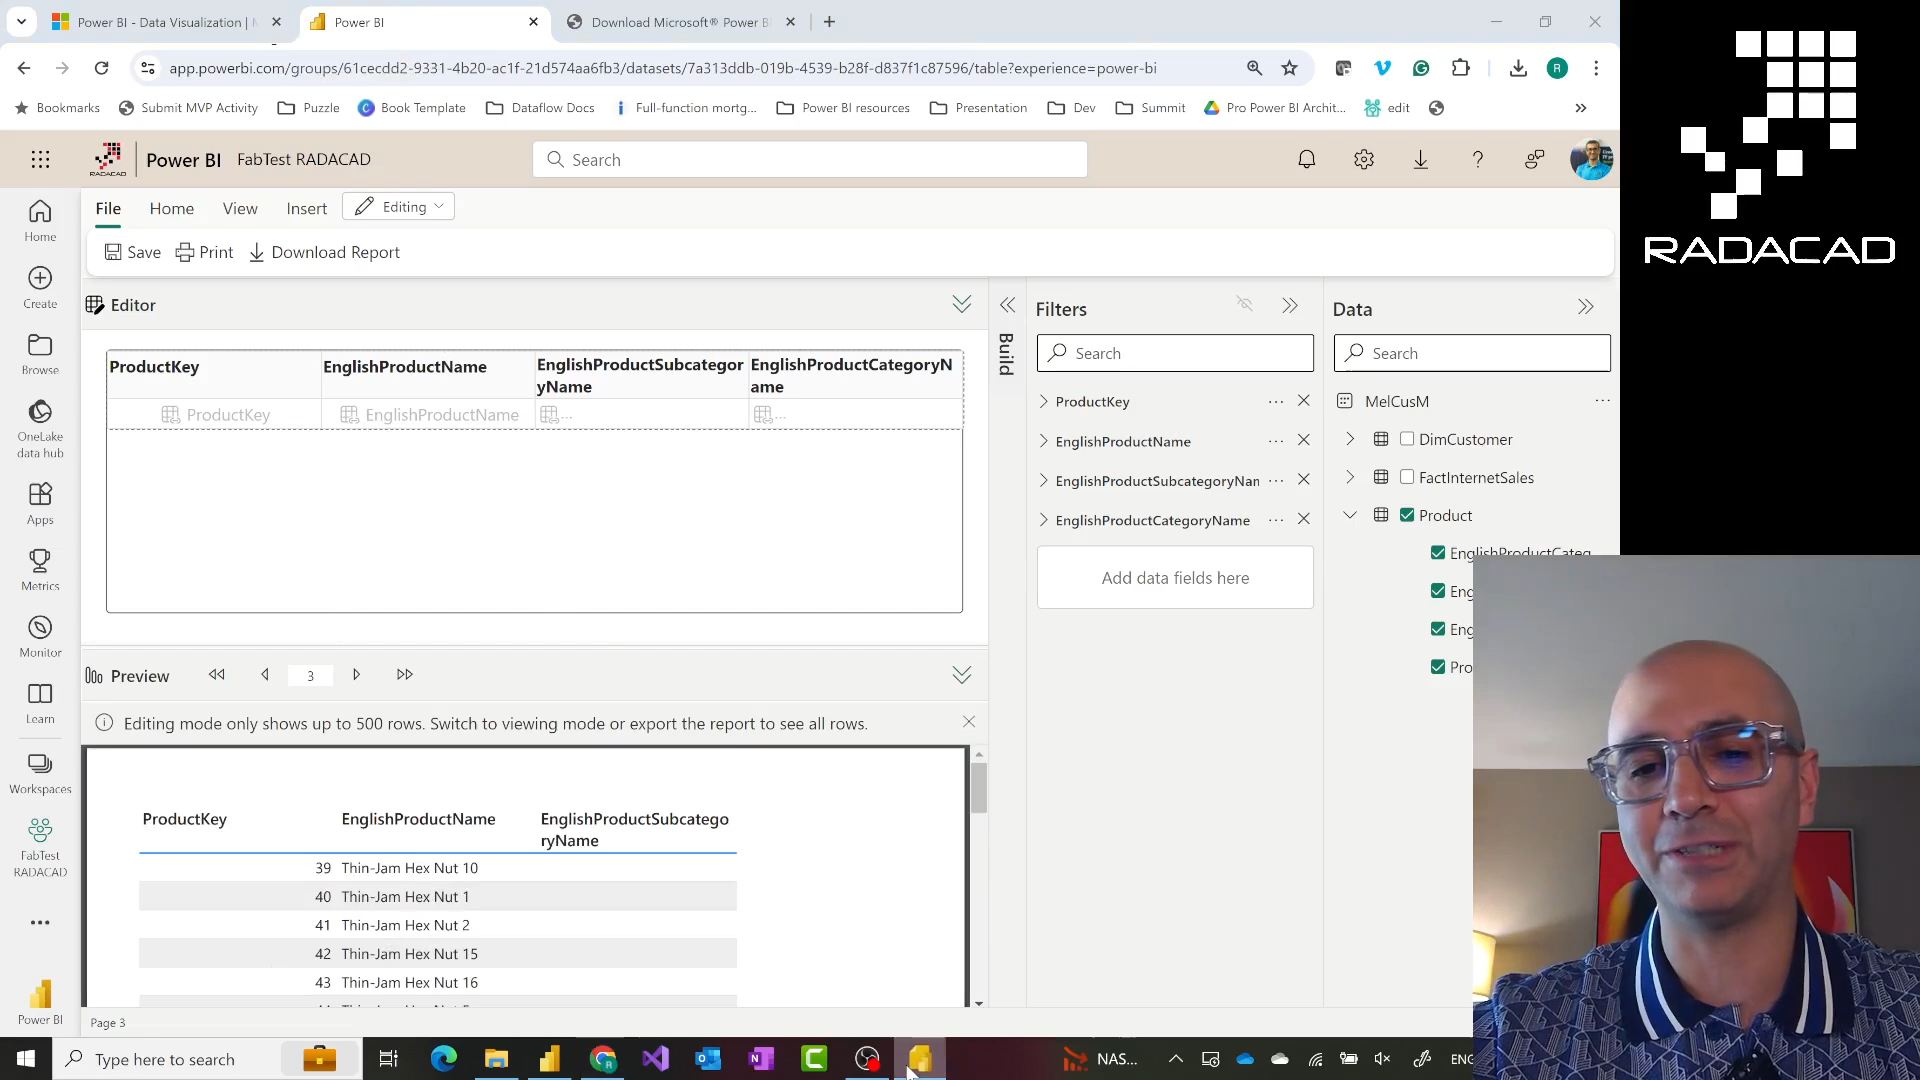 Power BI - Data Visualization |
Power BI
Download Microsoft® Power B
app.powerbi.com/groups/61cecdd2-9331-4b20-ac1f-21d574aa6fb3/datasets/7a313ddb-019b-4539-b28f-d837f1c87596/table?experience=power-bi
R
Bookmarks
Submit MVP Activity
Puzzle
Book Template
Dataflow Docs
Full-function mortg...
Power BI resources
Presentation
Dev
Summit
Pro Power BI Archit...
edit
RADACAD
RADACAD
Power BI
FabTest RADACAD
Search
File
Home
View
Insert
Editing
Save
Print
Download Report
Home
Create
Browse
OneLake
data hub
Apps
Metrics
Monitor
Learn
Workspaces
FabTest
RADACAD
Power BI
Editor
ProductKey
EnglishProductName
EnglishProductSubcategor
yName
EnglishProductCategoryN
ame
ProductKey
EnglishProductName
...
...
Build
Filters
Search
ProductKey
EnglishProductName
EnglishProductSubcategoryNan
EnglishProductCategoryName
Add data fields here
Data
Search
MelCusM
DimCustomer
FactInternetSales
Product
EnglishProductCateg
Eng
Eng
Pro
Preview
3
Editing mode only shows up to 500 rows. Switch to viewing mode or export the report to see all rows.
ProductKey
EnglishProductName
EnglishProductSubcatego
ryName
39 Thin-Jam Hex Nut 10
40 Thin-Jam Hex Nut 1
41 Thin-Jam Hex Nut 2
42 Thin-Jam Hex Nut 15
43 Thin-Jam Hex Nut 16
Page 3
Type here to search
NAS...
ENG